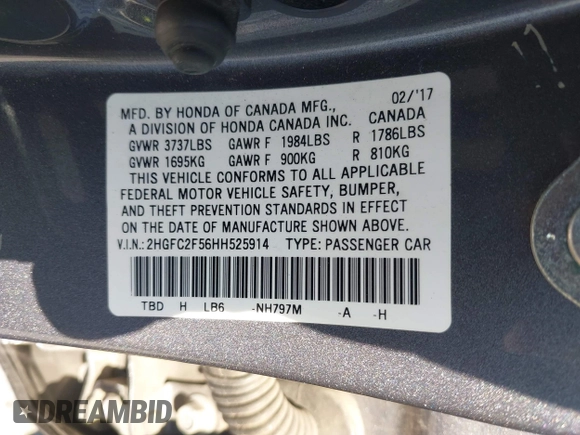 MFD. BY HONDA OF CANADA MFG., 02/'17
A DIVISION OF HONDA CANADA INC. CANADA
GVWR 3737LBS GAWR F 1984LBS R 1786LBS
GVWR 1695KG GAWR F 900KG R 810KG
THIS VEHICLE CONFORMS TO ALL APPLICABLE
FEDERAL MOTOR VEHICLE SAFETY, BUMPER,
AND THEFT PREVENTION STANDARDS IN EFFECT
ON THE DATE OF MANUFACTURE SHOWN ABOVE.
V.I.N.: 2HGFC2F56HH525914 TYPE: PASSENGER CAR
TBD H LB6 -NH797M -A -H
DREAMBID